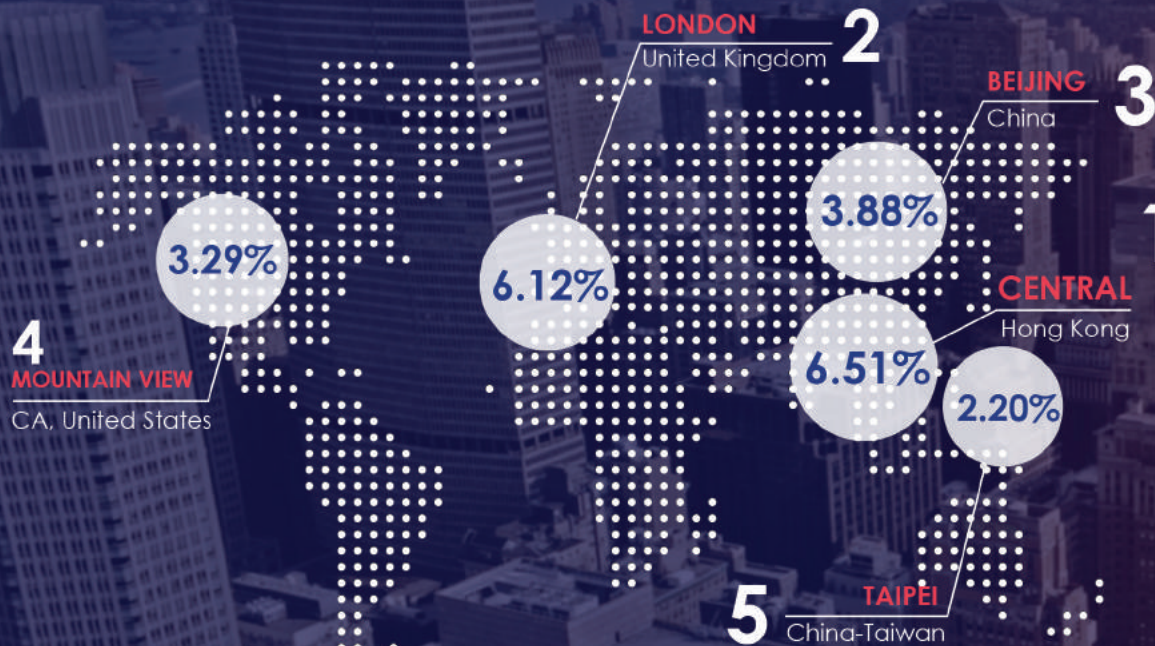 LONDON
United Kingdom
2
BEIJING
China
3
3.88%
3.29%
6.12%
CENTRAL
Hong Kong
6.51%
4
MOUNTAIN VIEW
CA, United States
2.20%
5
TAIPEI
China-Taiwan